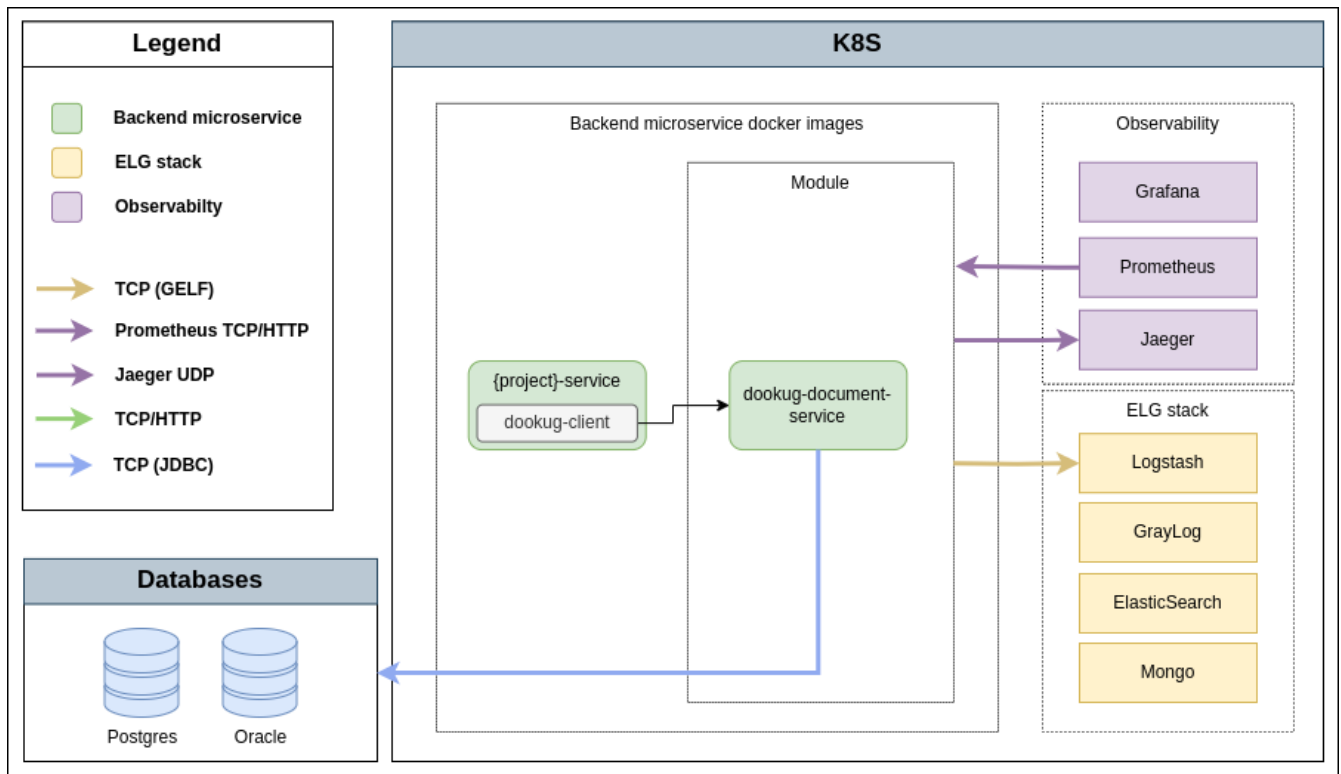 Legend
Backend microservice
ELG stack
Observabilty
TCP (GELF)
Prometheus TCP/HTTP
Jaeger UDP
TCP/HTTP
TCP (JDBC)
Databases
Postgres
Oracle
K8S
Backend microservice docker images
Module
{project}-service
dookug-client
dookug-document-
service
Observability
Grafana
Prometheus
Jaeger
ELG stack
Logstash
GrayLog
ElasticSearch
Mongo